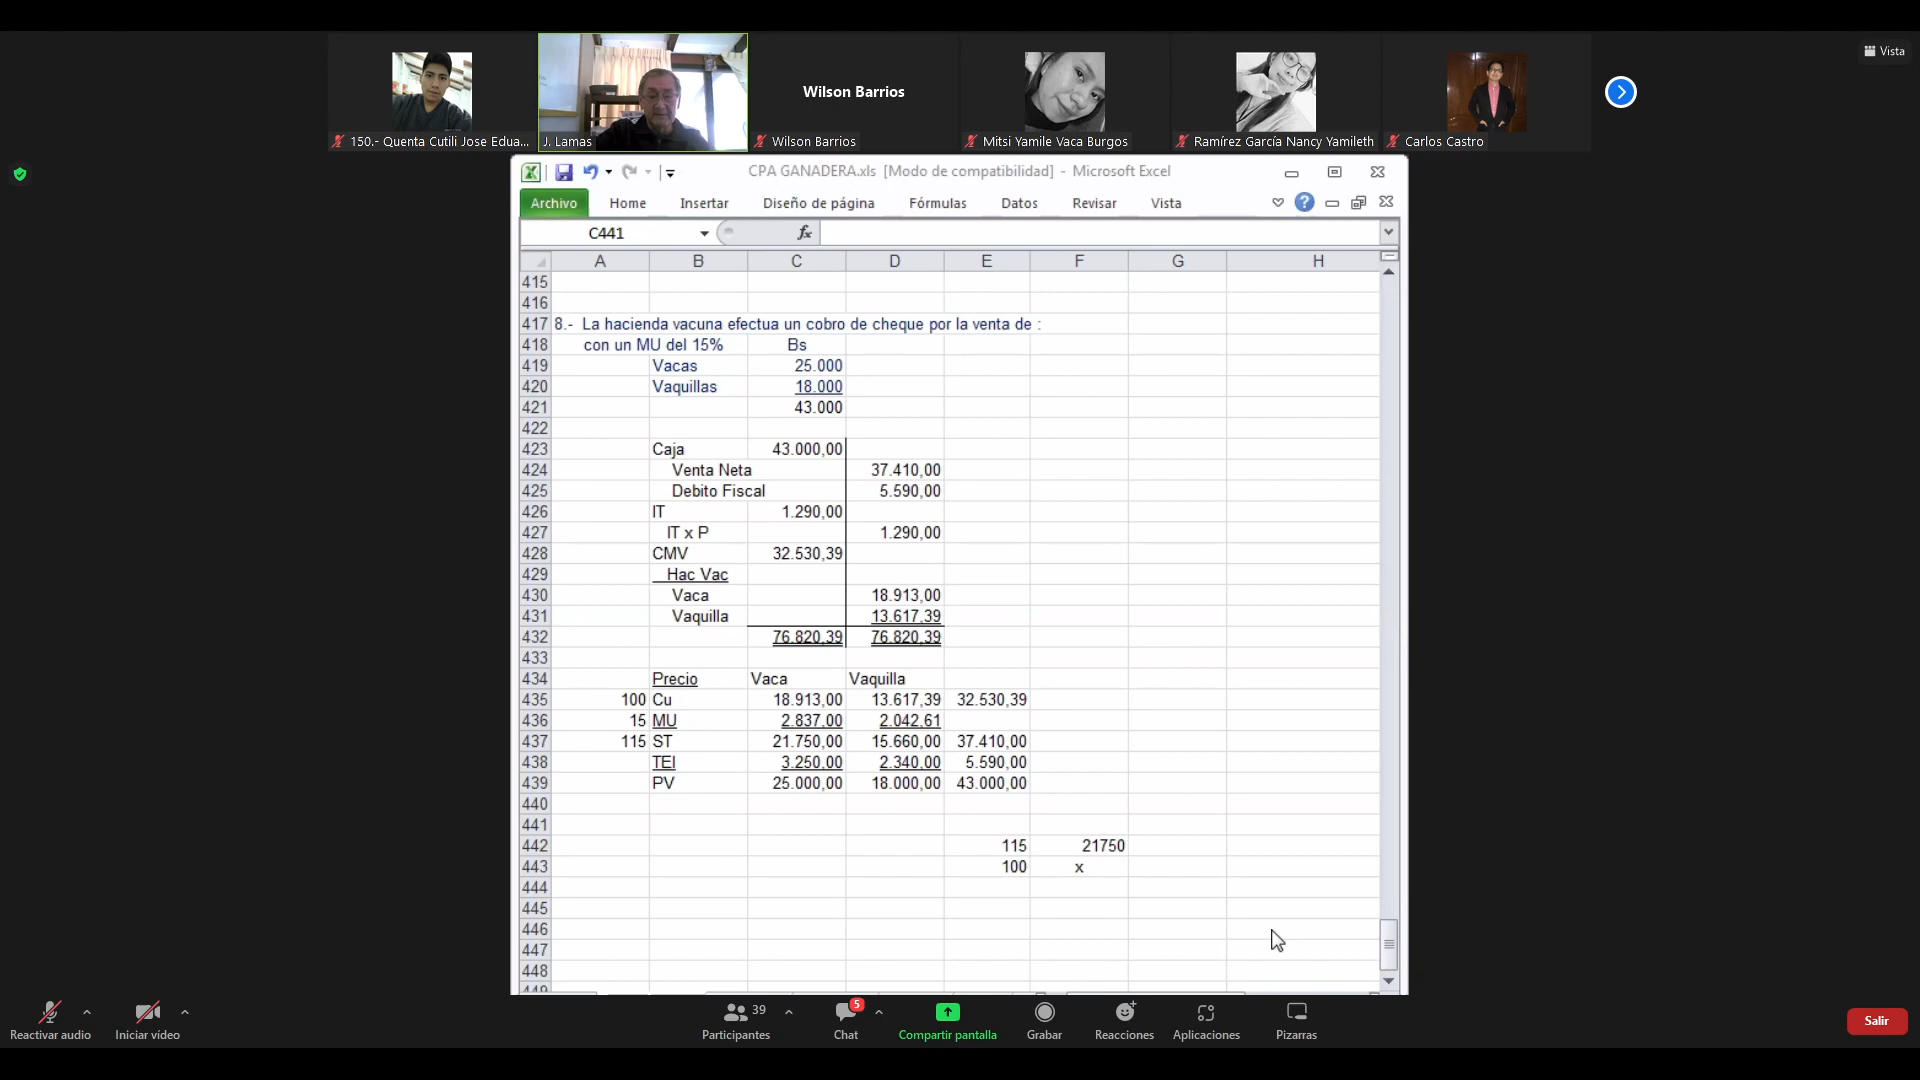 Wilson Barrios
Vista
150.- Quenta Cutili Jose Edua...
J. Lamas
Wilson Barrios
Mitsi Yamile Vaca Burgos
Ramírez García Nancy Yamileth
Carlos Castro
CPA GANADERA.xls [Modo de compatibilidad] - Microsoft Excel
Archivo Home Insertar Diseño de página Fórmulas Datos Revisar Vista
C441 fx
A B C D E F G H
415
416
417 8.- La hacienda vacuna efectua un cobro de cheque por la venta de :
418 con un MU del 15% Bs
419 Vacas 25.000
420 Vaquillas 18.000
421 43.000
422
423 Caja 43.000,00
424 Venta Neta 37.410,00
425 Debito Fiscal 5.590,00
426 IT 1.290,00
427 IT x P 1.290,00
428 CMV 32.530,39
429 Hac Vac
430 Vaca 18.913,00
431 Vaquilla 13.617,39
432 76.820,39 76.820,39
433
434 Precio Vaca Vaquilla
435 100 Cu 18.913,00 13.617,39 32.530,39
436 15 MU 2.837,00 2.042,61
437 115 ST 21.750,00 15.660,00 37.410,00
438 TEI 3.250,00 2.340,00 5.590,00
439 PV 25.000,00 18.000,00 43.000,00
440
441
442 115 21750
443 100 x
444
445
446
447
448
449
Reactivar audio
Iniciar vídeo
39
Participantes
5
Chat
Compartir pantalla
Grabar
Reacciones
Aplicaciones
Pizarras
Salir